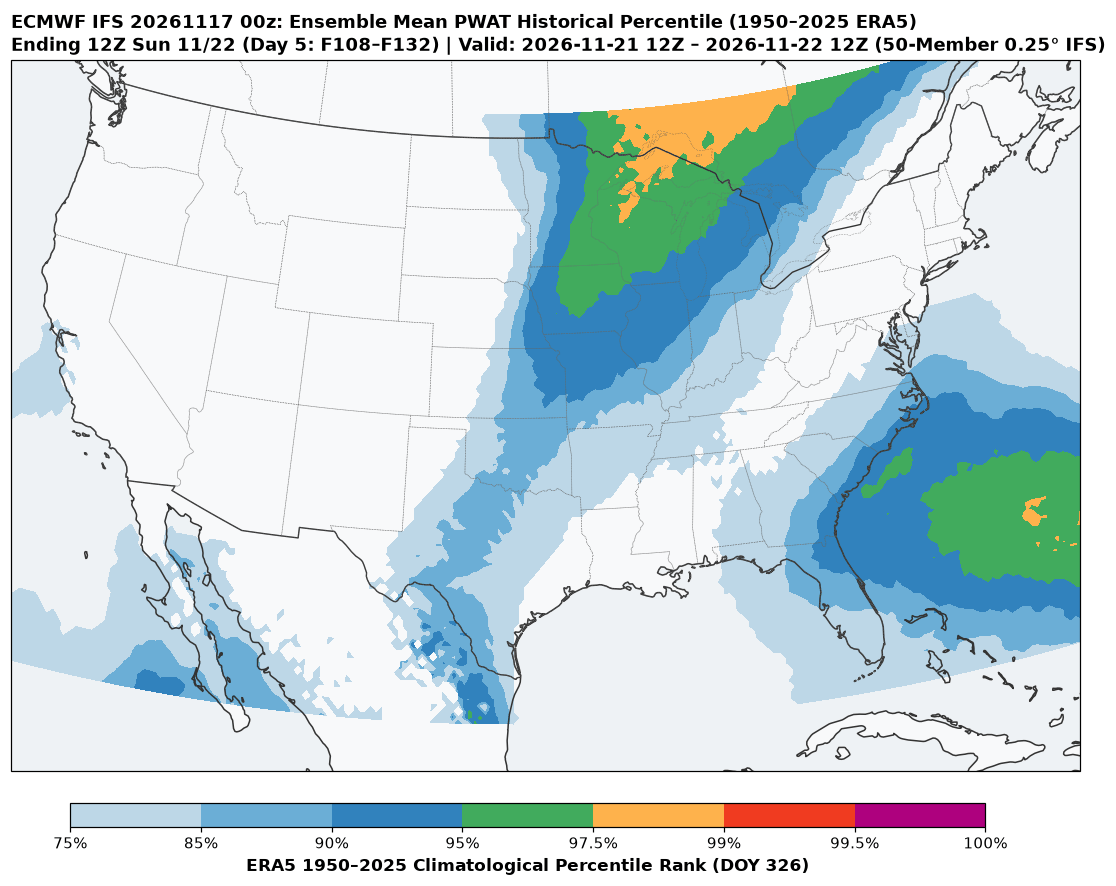 ECMWF IFS 20261117 00z: Ensemble Mean PWAT Historical Percentile (1950–2025 ERA5)
Ending 12Z Sun 11/22 (Day 5: F108–F132) | Valid: 2026-11-21 12Z – 2026-11-22 12Z (50-Member 0.25° IFS)
75% 85% 90% 95% 97.5% 99% 99.5% 100%
ERA5 1950–2025 Climatological Percentile Rank (DOY 326)